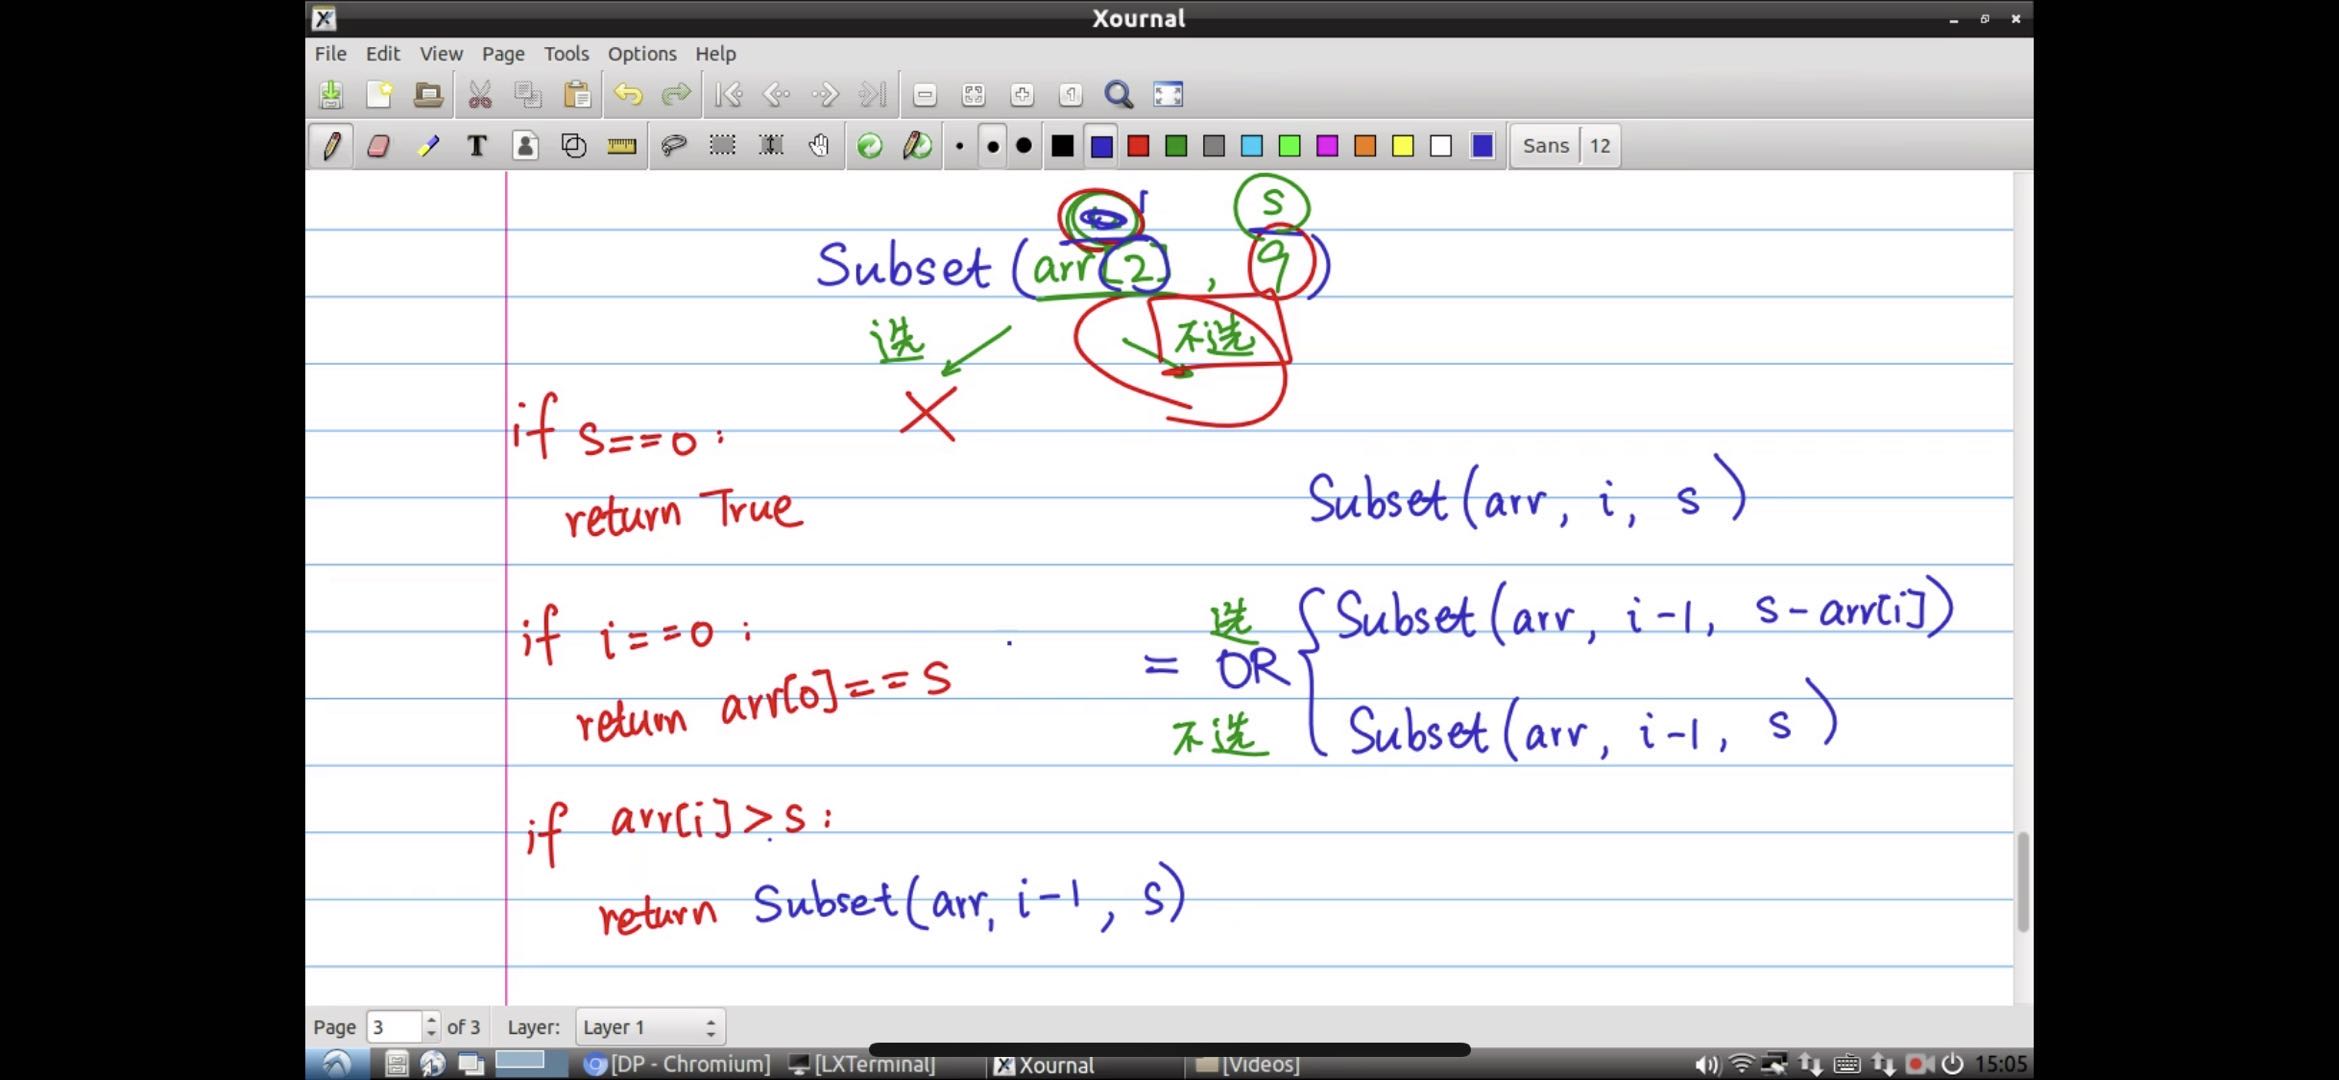 Xournal
File Edit View Page Tools Options Help
Sans 12
s
Subset (arr[2], 9)
选 不选
if s==0:
return True
Subset(arr, i, s)
if i==0:
return arr[0]==s
= OR
选 Subset(arr, i-1, s-arr[i])
不选 Subset(arr, i-1, s)
if arr[i]>s:
return Subset(arr, i-1, s)
Page 3 of 3 Layer: Layer 1
[DP - Chromium] [LXTerminal] Xournal [Videos] 15:05